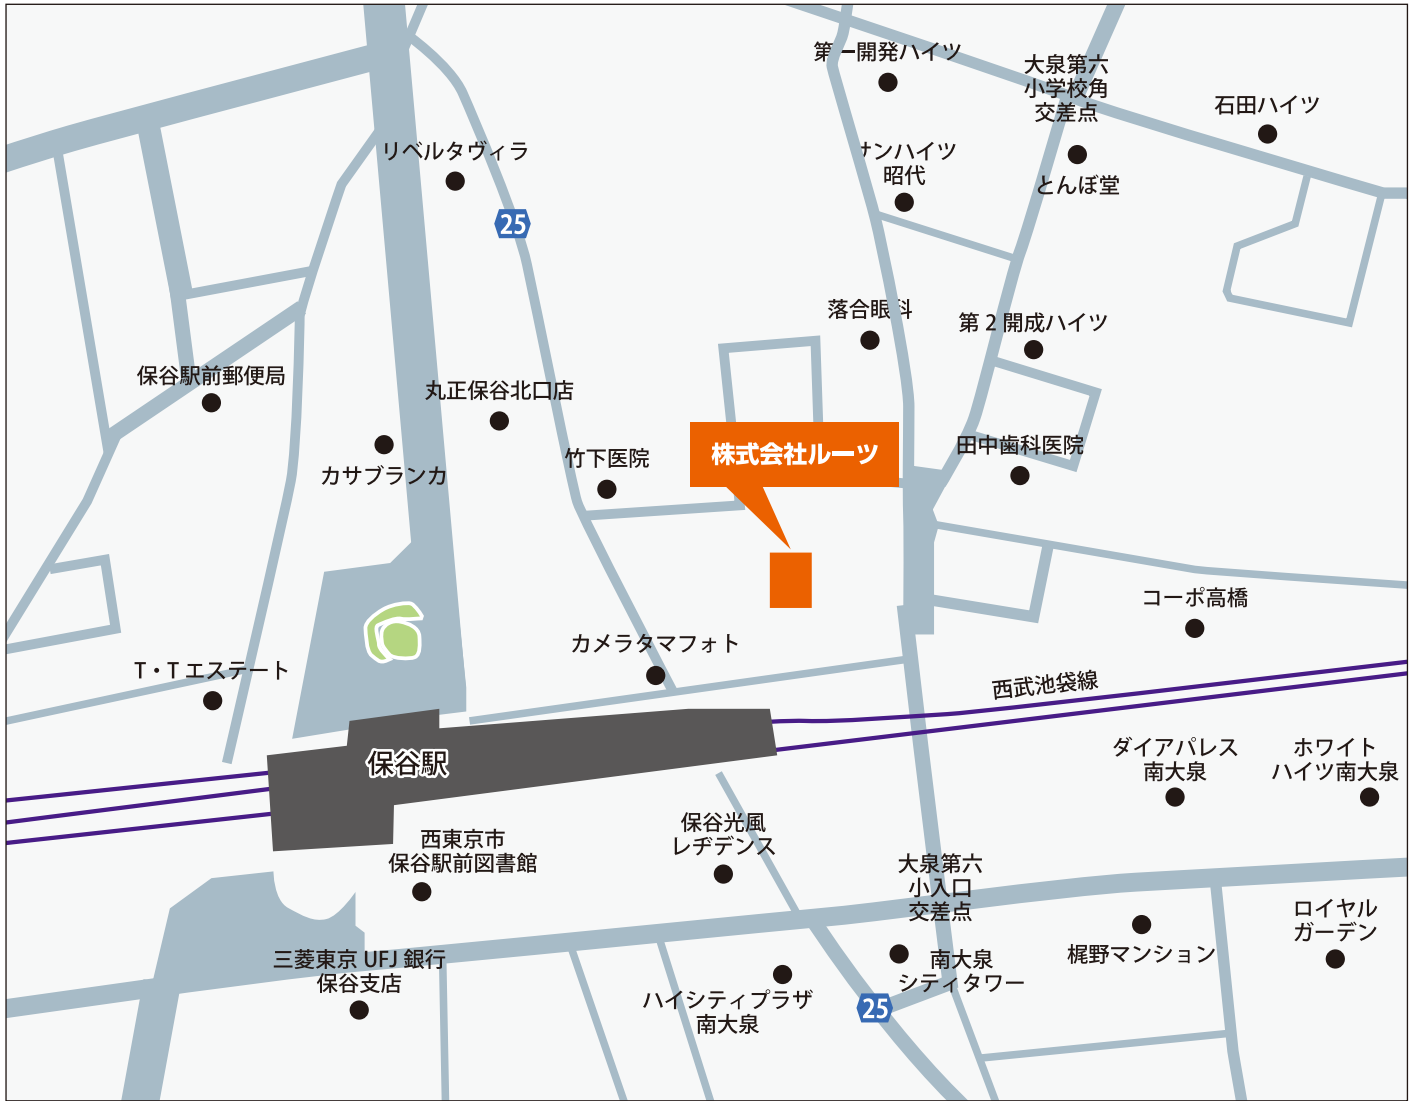 第一開発ハイツ
大泉第六
小学校角
交差点
石田ハイツ
リベルタヴィラ
サンハイツ
昭代
とんぼ堂
25
落合眼科
第2開成ハイツ
保谷駅前郵便局
丸正保谷北口店
カサブランカ
竹下医院
株式会社ルーツ
田中歯科医院
コーポ高橋
カメラタマフォト
T・Tエステート
西武池袋線
保谷駅
ダイアパレス
南大泉
ホワイト
ハイツ南大泉
西東京市
保谷駅前図書館
保谷光風
レヂデンス
大泉第六
小入口
交差点
ロイヤル
ガーデン
梶野マンション
三菱東京UFJ銀行
保谷支店
南大泉
シティタワー
ハイシティプラザ
南大泉
25